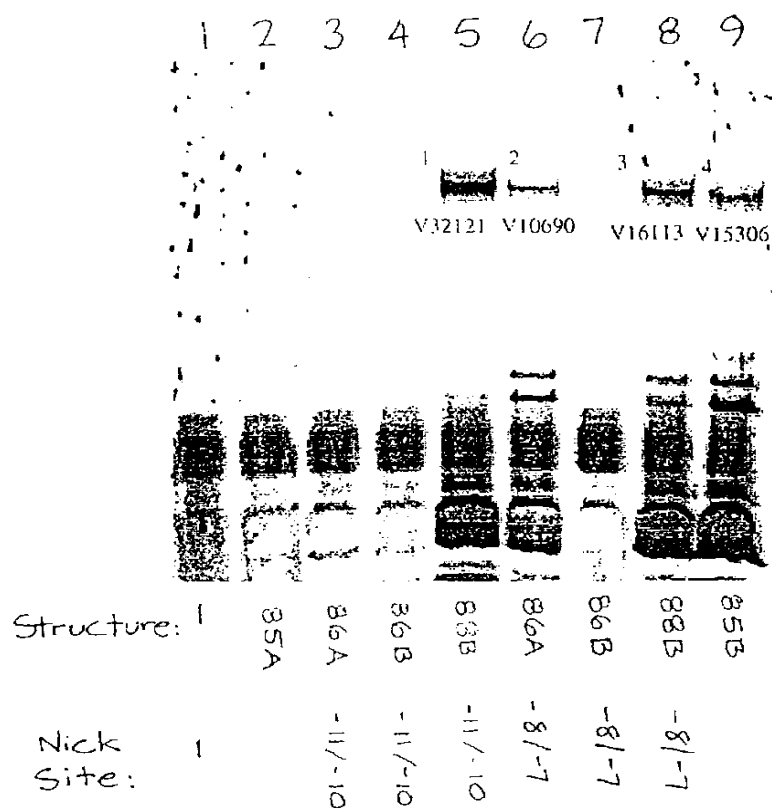 1 2 3 4 5 6 7 8 9
1 2 3 4
V32121 V10690 V16113 V15306
Structure: 1 85A 86A 86B 88B 86A 86B 88B 85B
Nick Site: 1 -11/-10 -11/-10 -11/-10 -8/-7 -8/-7 -8/-7